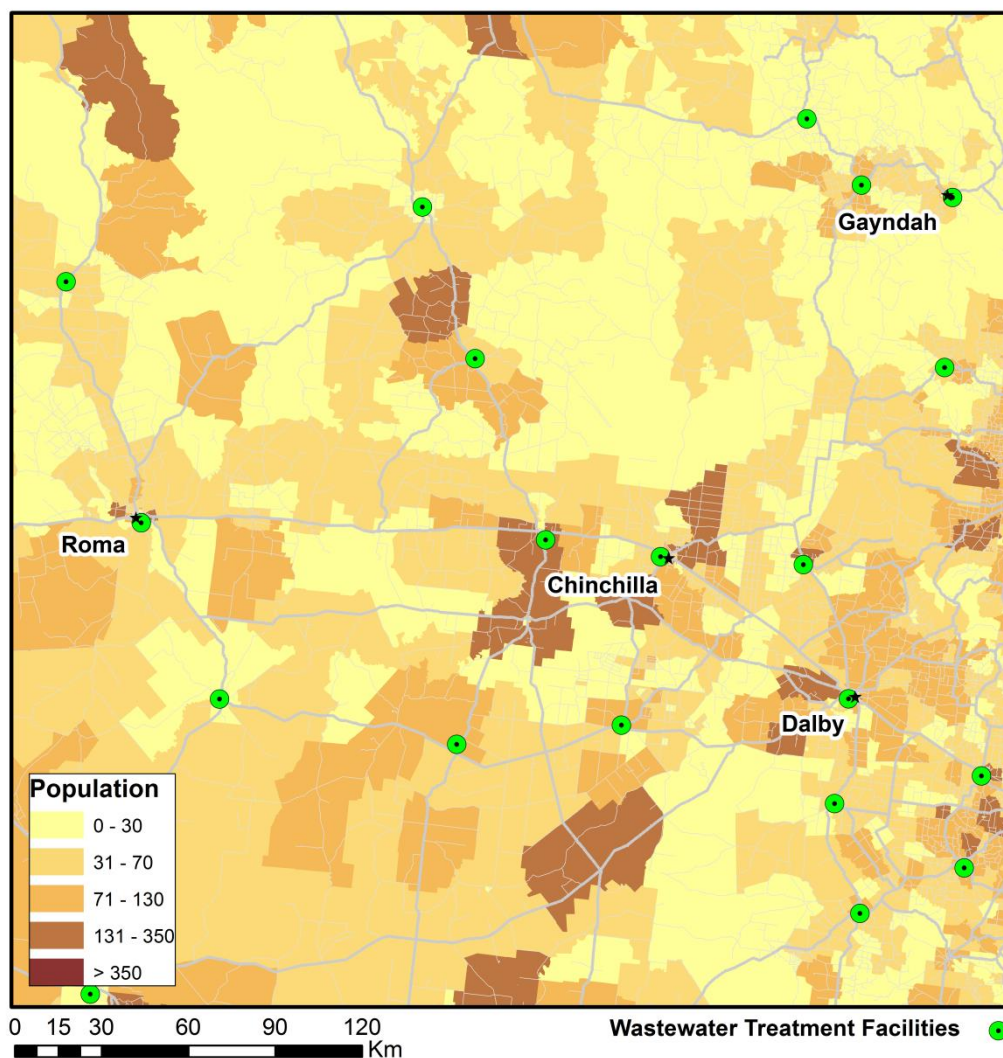 Gayndah
Roma
Chinchilla
Dalby
Population
0 - 30
31 - 70
71 - 130
131 - 350
> 350
0 15 30 60 90 120
Km
Wastewater Treatment Facilities